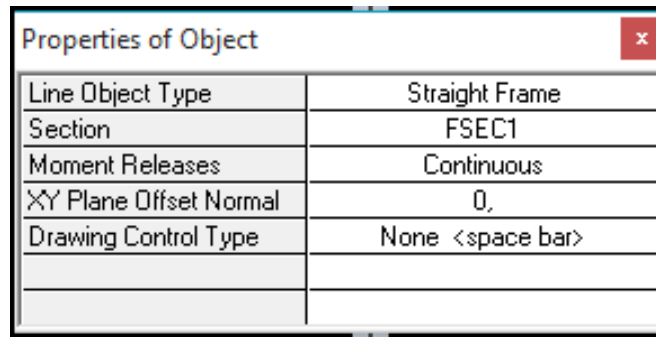 Properties of Object x
Line Object Type Straight Frame
Section FSEC1
Moment Releases Continuous
XY Plane Offset Normal 0,
Drawing Control Type None <space bar>